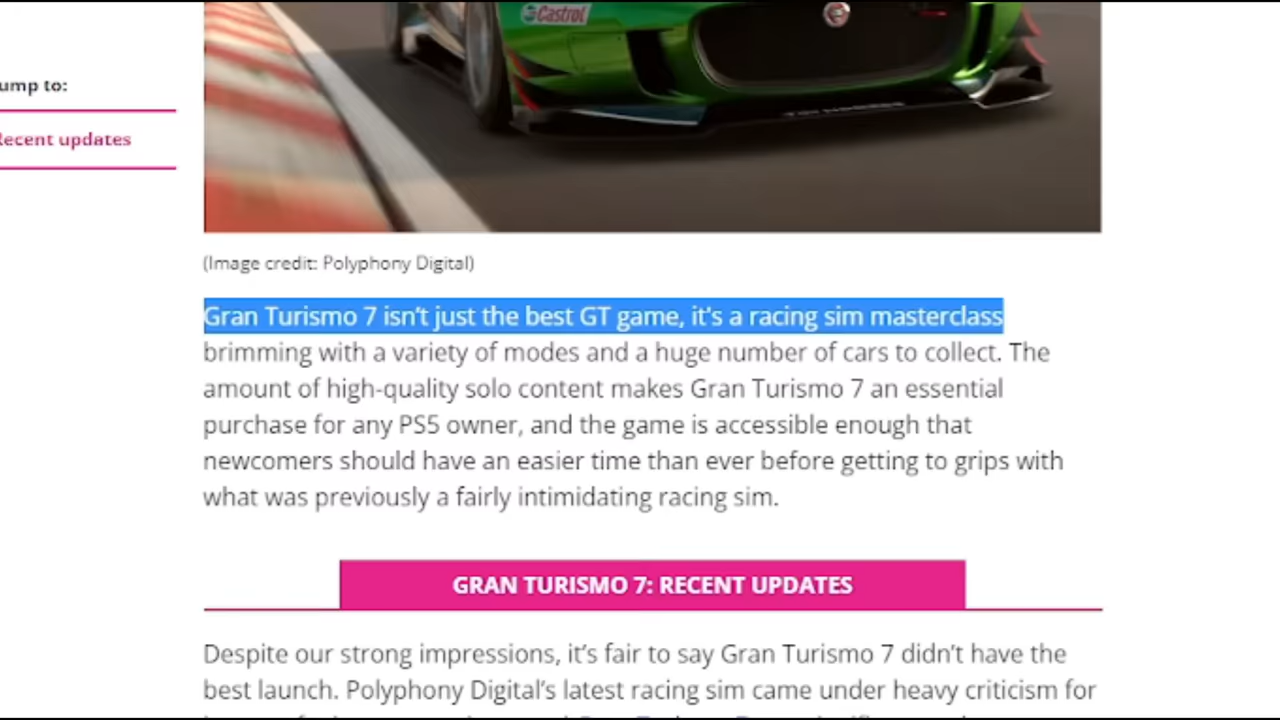 Castrol
ump to:
Recent updates
(Image credit: Polyphony Digital)
Gran Turismo 7 isn't just the best GT game, it's a racing sim masterclass
brimming with a variety of modes and a huge number of cars to collect. The
amount of high-quality solo content makes Gran Turismo 7 an essential
purchase for any PS5 owner, and the game is accessible enough that
newcomers should have an easier time than ever before getting to grips with
what was previously a fairly intimidating racing sim.
GRAN TURISMO 7: RECENT UPDATES
Despite our strong impressions, it's fair to say Gran Turismo 7 didn't have the
best launch. Polyphony Digital's latest racing sim came under heavy criticism for